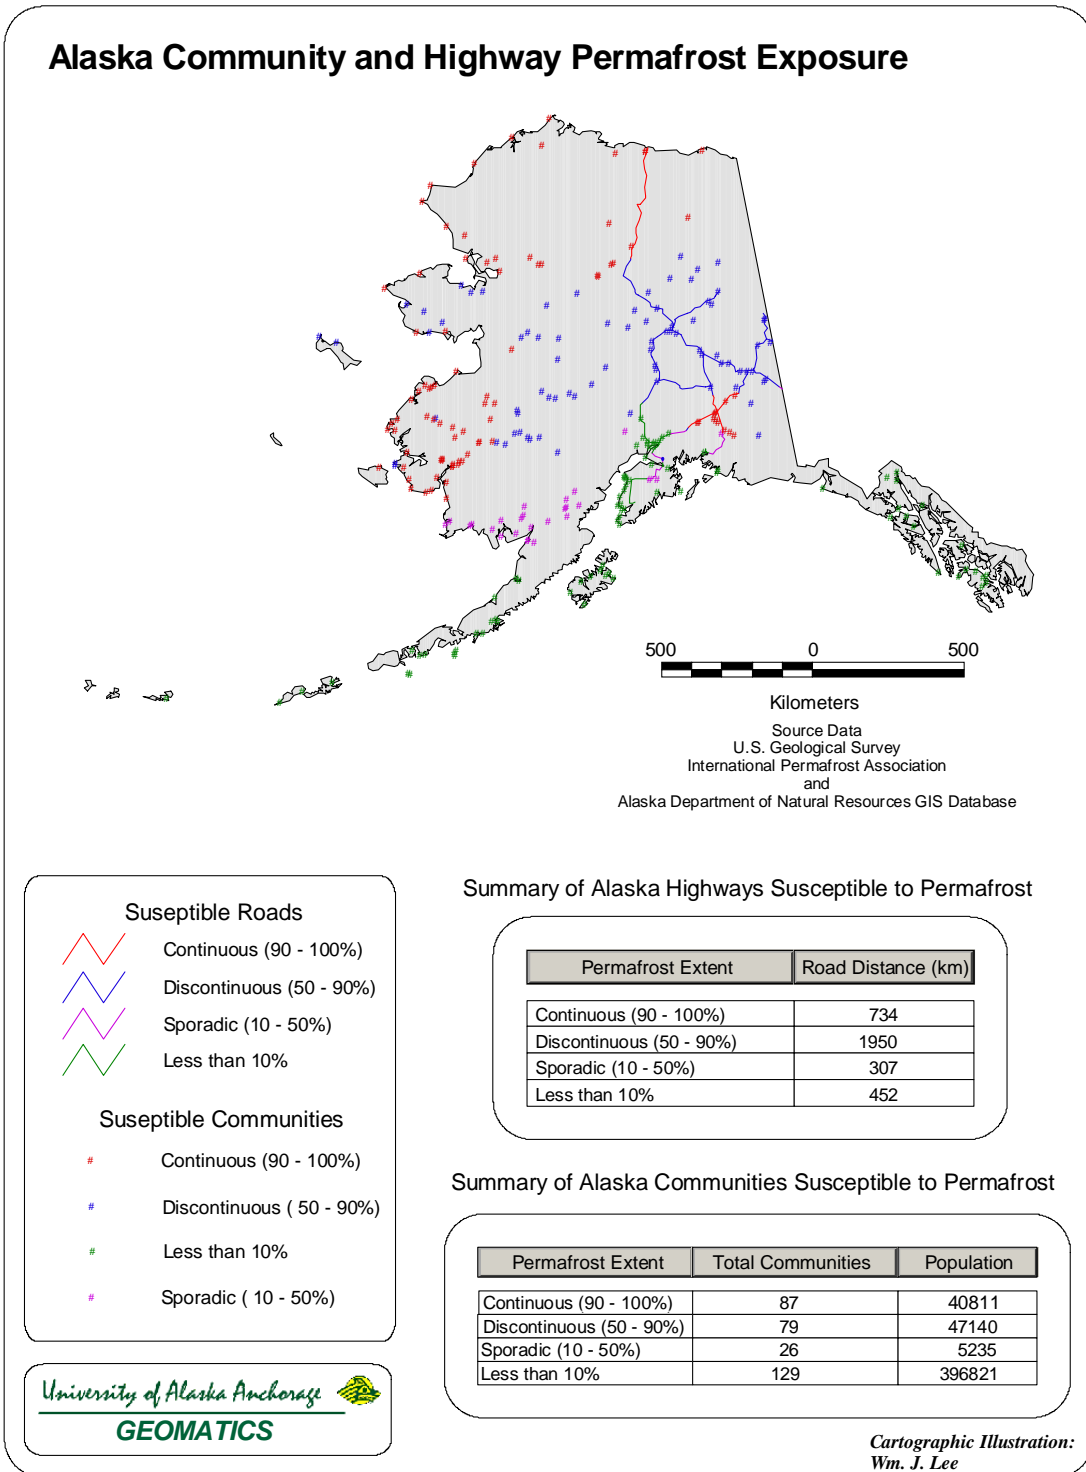 Alaska Community and Highway Permafrost Exposure
500 0 500
Kilometers
Source Data
U.S. Geological Survey
International Permafrost Association
and
Alaska Department of Natural Resources GIS Database
Suseptible Roads
Continuous (90 - 100%)
Discontinuous (50 - 90%)
Sporadic (10 - 50%)
Less than 10%
Suseptible Communities
# Continuous (90 - 100%)
# Discontinuous ( 50 - 90%)
# Less than 10%
# Sporadic ( 10 - 50%)
University of Alaska Anchorage
GEOMATICS
Summary of Alaska Highways Susceptible to Permafrost
Permafrost Extent Road Distance (km)
Continuous (90 - 100%) 734
Discontinuous (50 - 90%) 1950
Sporadic (10 - 50%) 307
Less than 10% 452
Summary of Alaska Communities Susceptible to Permafrost
Permafrost Extent Total Communities Population
Continuous (90 - 100%) 87 40811
Discontinuous (50 - 90%) 79 47140
Sporadic (10 - 50%) 26 5235
Less than 10% 129 396821
Cartographic Illustration:
Wm. J. Lee